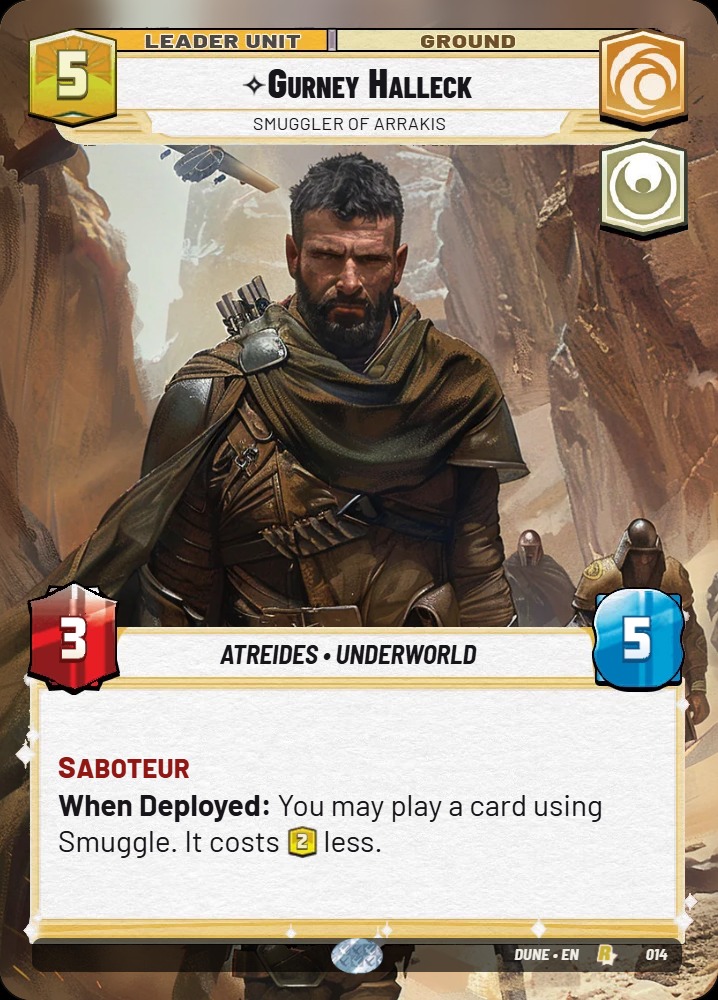 LEADER UNIT GROUND
5
✧GURNEY HALLECK
SMUGGLER OF ARRAKIS
3
ATREIDES • UNDERWORLD
5
SABOTEUR
When Deployed: You may play a card using
Smuggle. It costs 2 less.
DUNE • EN R 014